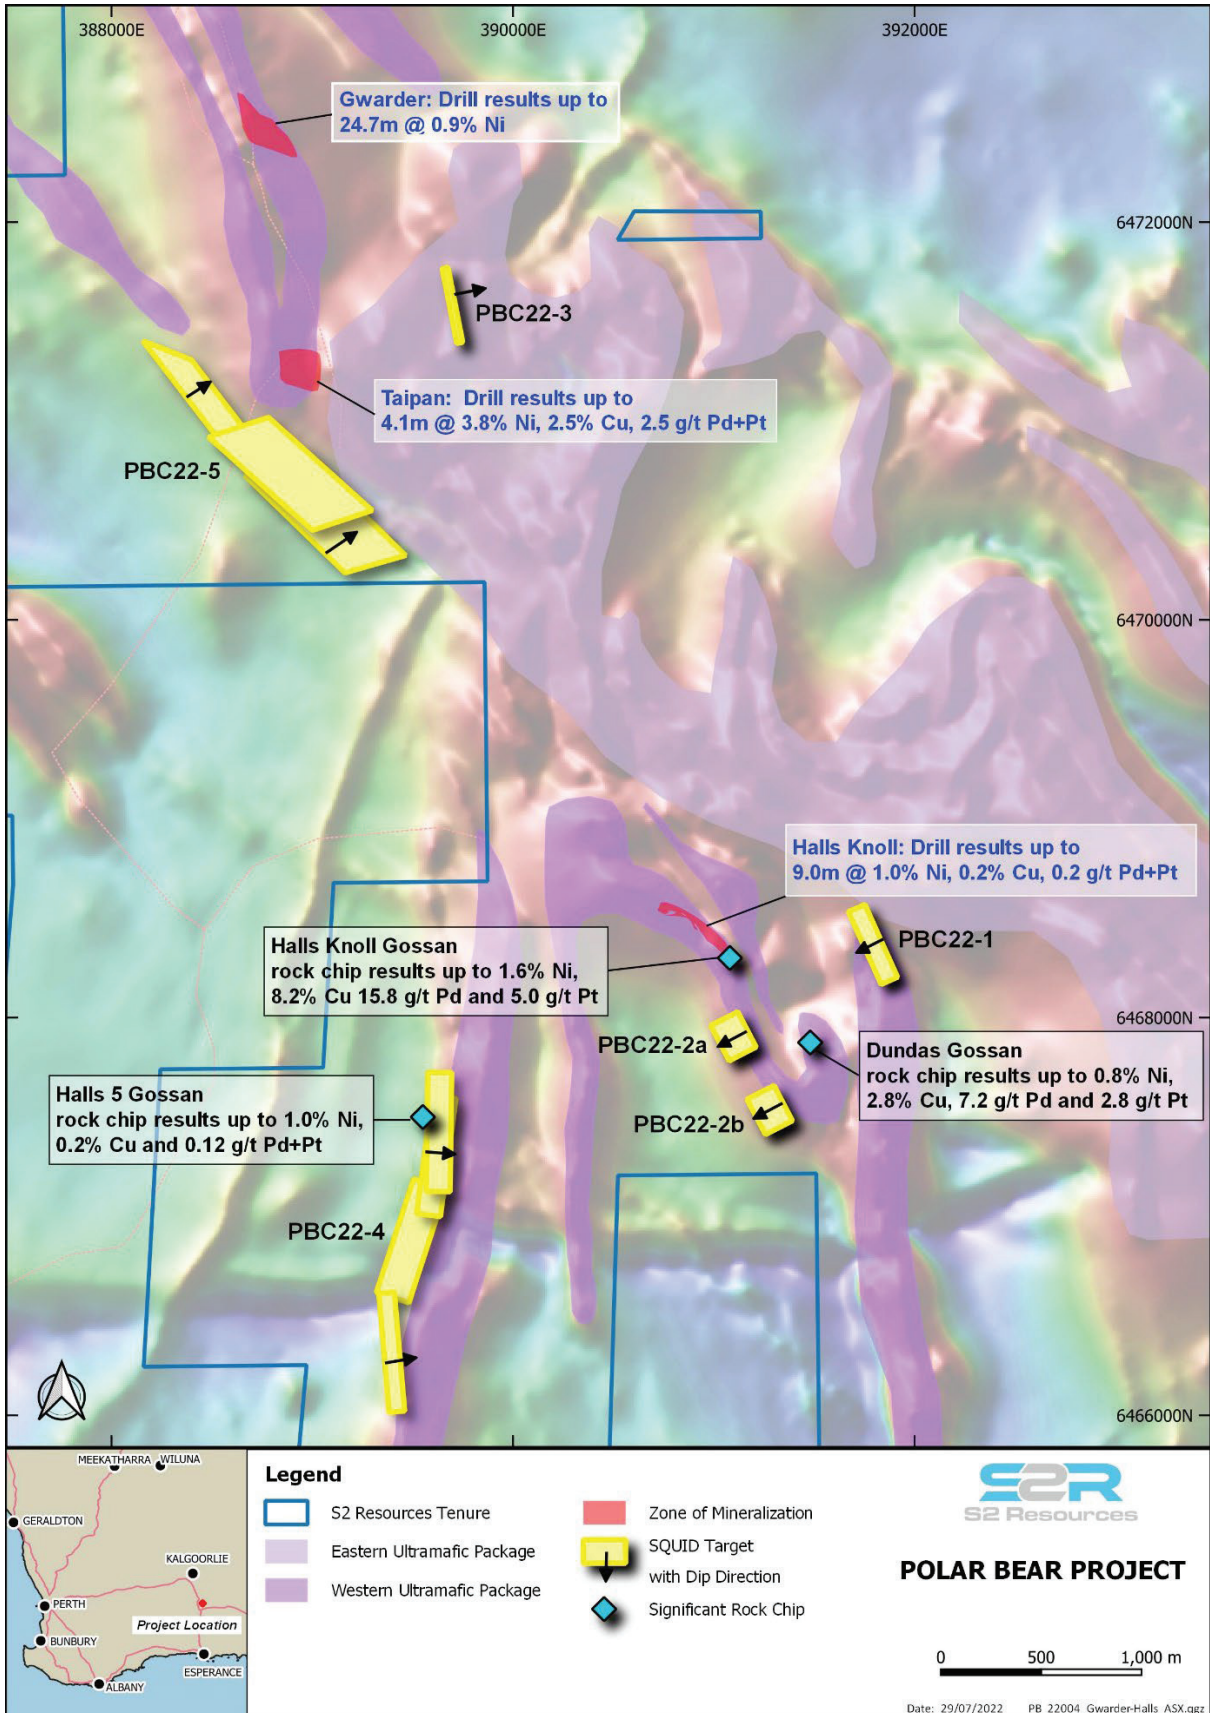 388000E
390000E
392000E
Gwarder: Drill results up to
24.7m @ 0.9% Ni
6472000N
PBC22-3
Taipan: Drill results up to
4.1m @ 3.8% Ni, 2.5% Cu, 2.5 g/t Pd+Pt
PBC22-5
6470000N
Halls Knoll: Drill results up to
9.0m @ 1.0% Ni, 0.2% Cu, 0.2 g/t Pd+Pt
Halls Knoll Gossan
rock chip results up to 1.6% Ni,
8.2% Cu 15.8 g/t Pd and 5.0 g/t Pt
PBC22-1
6468000N
PBC22-2a
Dundas Gossan
rock chip results up to 0.8% Ni,
2.8% Cu, 7.2 g/t Pd and 2.8 g/t Pt
Halls 5 Gossan
rock chip results up to 1.0% Ni,
0.2% Cu and 0.12 g/t Pd+Pt
PBC22-2b
PBC22-4
6466000N
MEEKATHARRA
WILUNA
GERALDTON
KALGOORLIE
PERTH
Project Location
BUNBURY
ESPERANCE
ALBANY
Legend
S2 Resources Tenure
Eastern Ultramafic Package
Western Ultramafic Package
Zone of Mineralization
SQUID Target
with Dip Direction
Significant Rock Chip
S2R
S2 Resources
POLAR BEAR PROJECT
0 500 1,000 m
Date: 29/07/2022 PB_22004_Gwarder-Halls_ASX.qgz